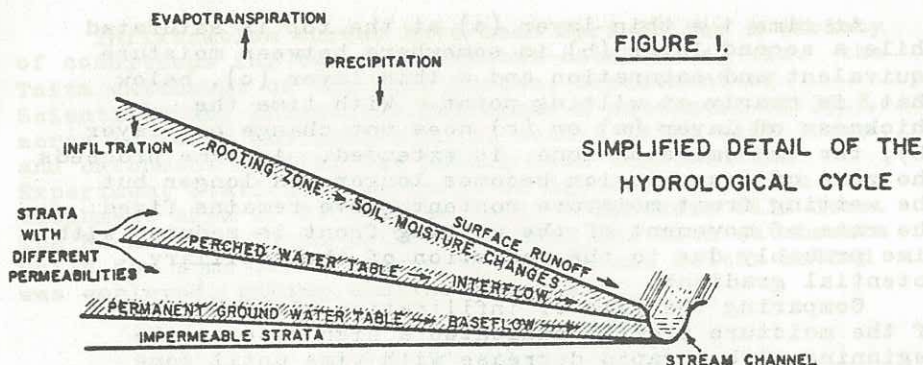 EVAPOTRANSPIRATION
FIGURE 1.
PRECIPITATION
INFILTRATION
SIMPLIFIED DETAIL OF THE
HYDROLOGICAL CYCLE
ROOTING ZONE SOIL MOISTURE CHANGES
SURFACE RUNOFF
STRATA
WITH
DIFFERENT
PERMEABILITIES
PERCHED WATER TABLE INTERFLOW
PERMANENT GROUND WATER TABLE BASEFLOW
IMPERMEABLE STRATA
STREAM CHANNEL